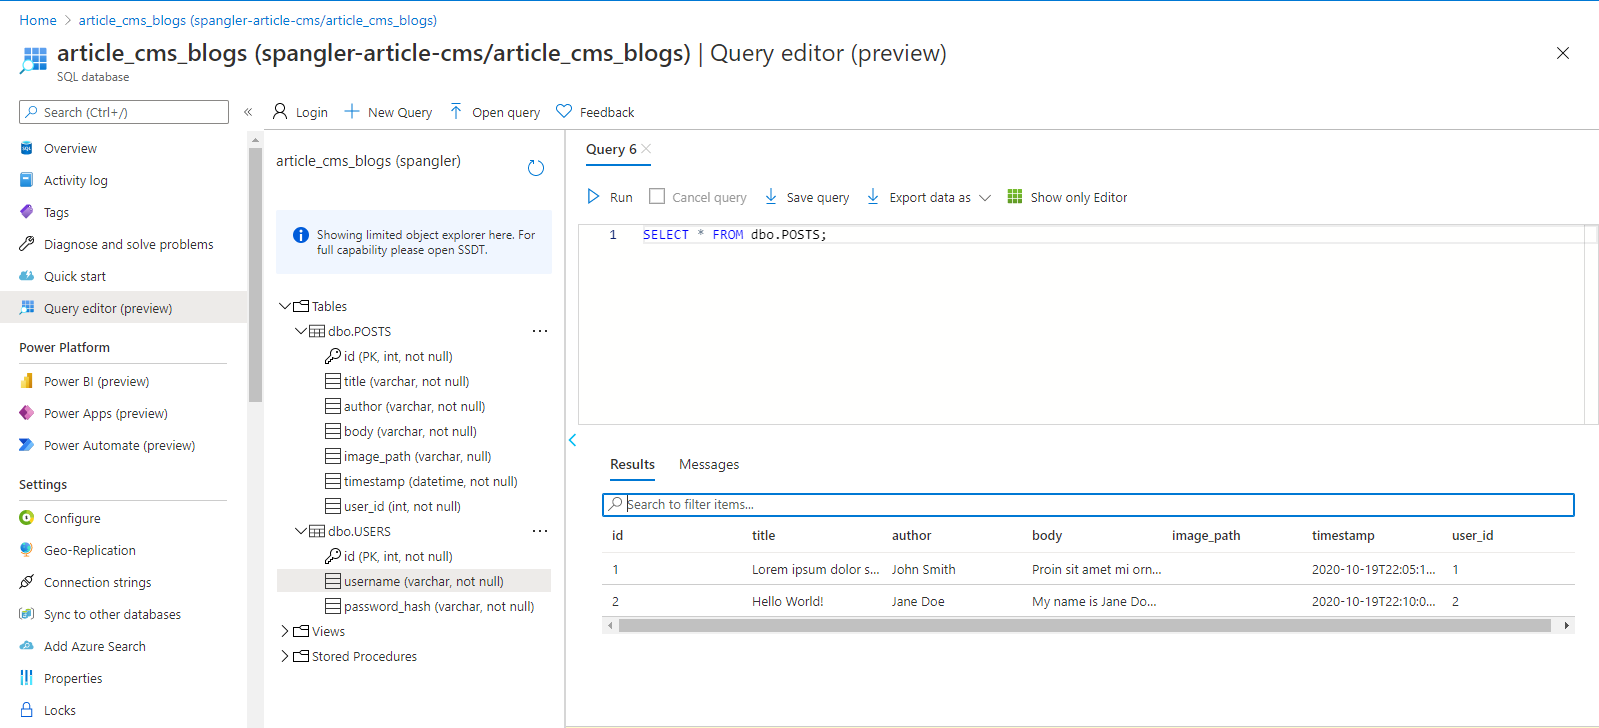 Home > article_cms_blogs (spangler-article-cms/article_cms_blogs)
article_cms_blogs (spangler-article-cms/article_cms_blogs) | Query editor (preview)
SQL database
Search (Ctrl+/)
«
Login
New Query
Open query
Feedback
Overview
Activity log
Tags
Diagnose and solve problems
Quick start
Query editor (preview)
Power Platform
Power BI (preview)
Power Apps (preview)
Power Automate (preview)
Settings
Configure
Geo-Replication
Connection strings
Sync to other databases
Add Azure Search
Properties
Locks
article_cms_blogs (spangler)
Showing limited object explorer here. For
full capability please open SSDT.
Tables
dbo.POSTS ...
id (PK, int, not null)
title (varchar, not null)
author (varchar, not null)
body (varchar, not null)
image_path (varchar, null)
timestamp (datetime, not null)
user_id (int, not null)
dbo.USERS ...
id (PK, int, not null)
username (varchar, not null)
password_hash (varchar, not null)
Views
Stored Procedures
Query 6
Run Cancel query Save query Export data as Show only Editor
1 SELECT * FROM dbo.POSTS;
Results Messages
Search to filter items...
id title author body image_path timestamp user_id
1 Lorem ipsum dolor s... John Smith Proin sit amet mi orn... 2020-10-19T22:05:1... 1
2 Hello World! Jane Doe My name is Jane Do... 2020-10-19T22:10:0... 2